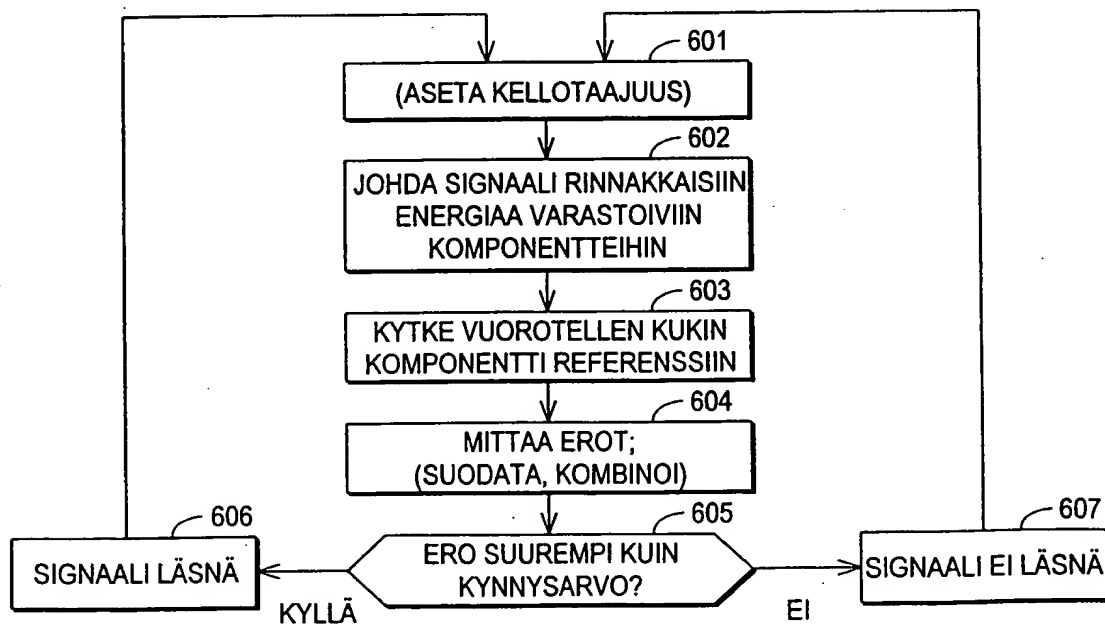 601
(ASETA KELLOTAAJUUS)
602
JOHDA SIGNAALI RINNAKKAISIIN
ENERGIAA VARASTOIVIIN
KOMPONENTTEIHIN
603
KYTKE VUOROTELLEN KUKIN
KOMPONENTTI REFERENSSIIN
604
MITTAA EROT;
(SUODATA, KOMBINOI)
605
ERO SUUREMPI KUIN
KYNNYSARVO?
606
SIGNAALI LÄSNÄ
KYLLÄ
EI
607
SIGNAALI EI LÄSNÄ